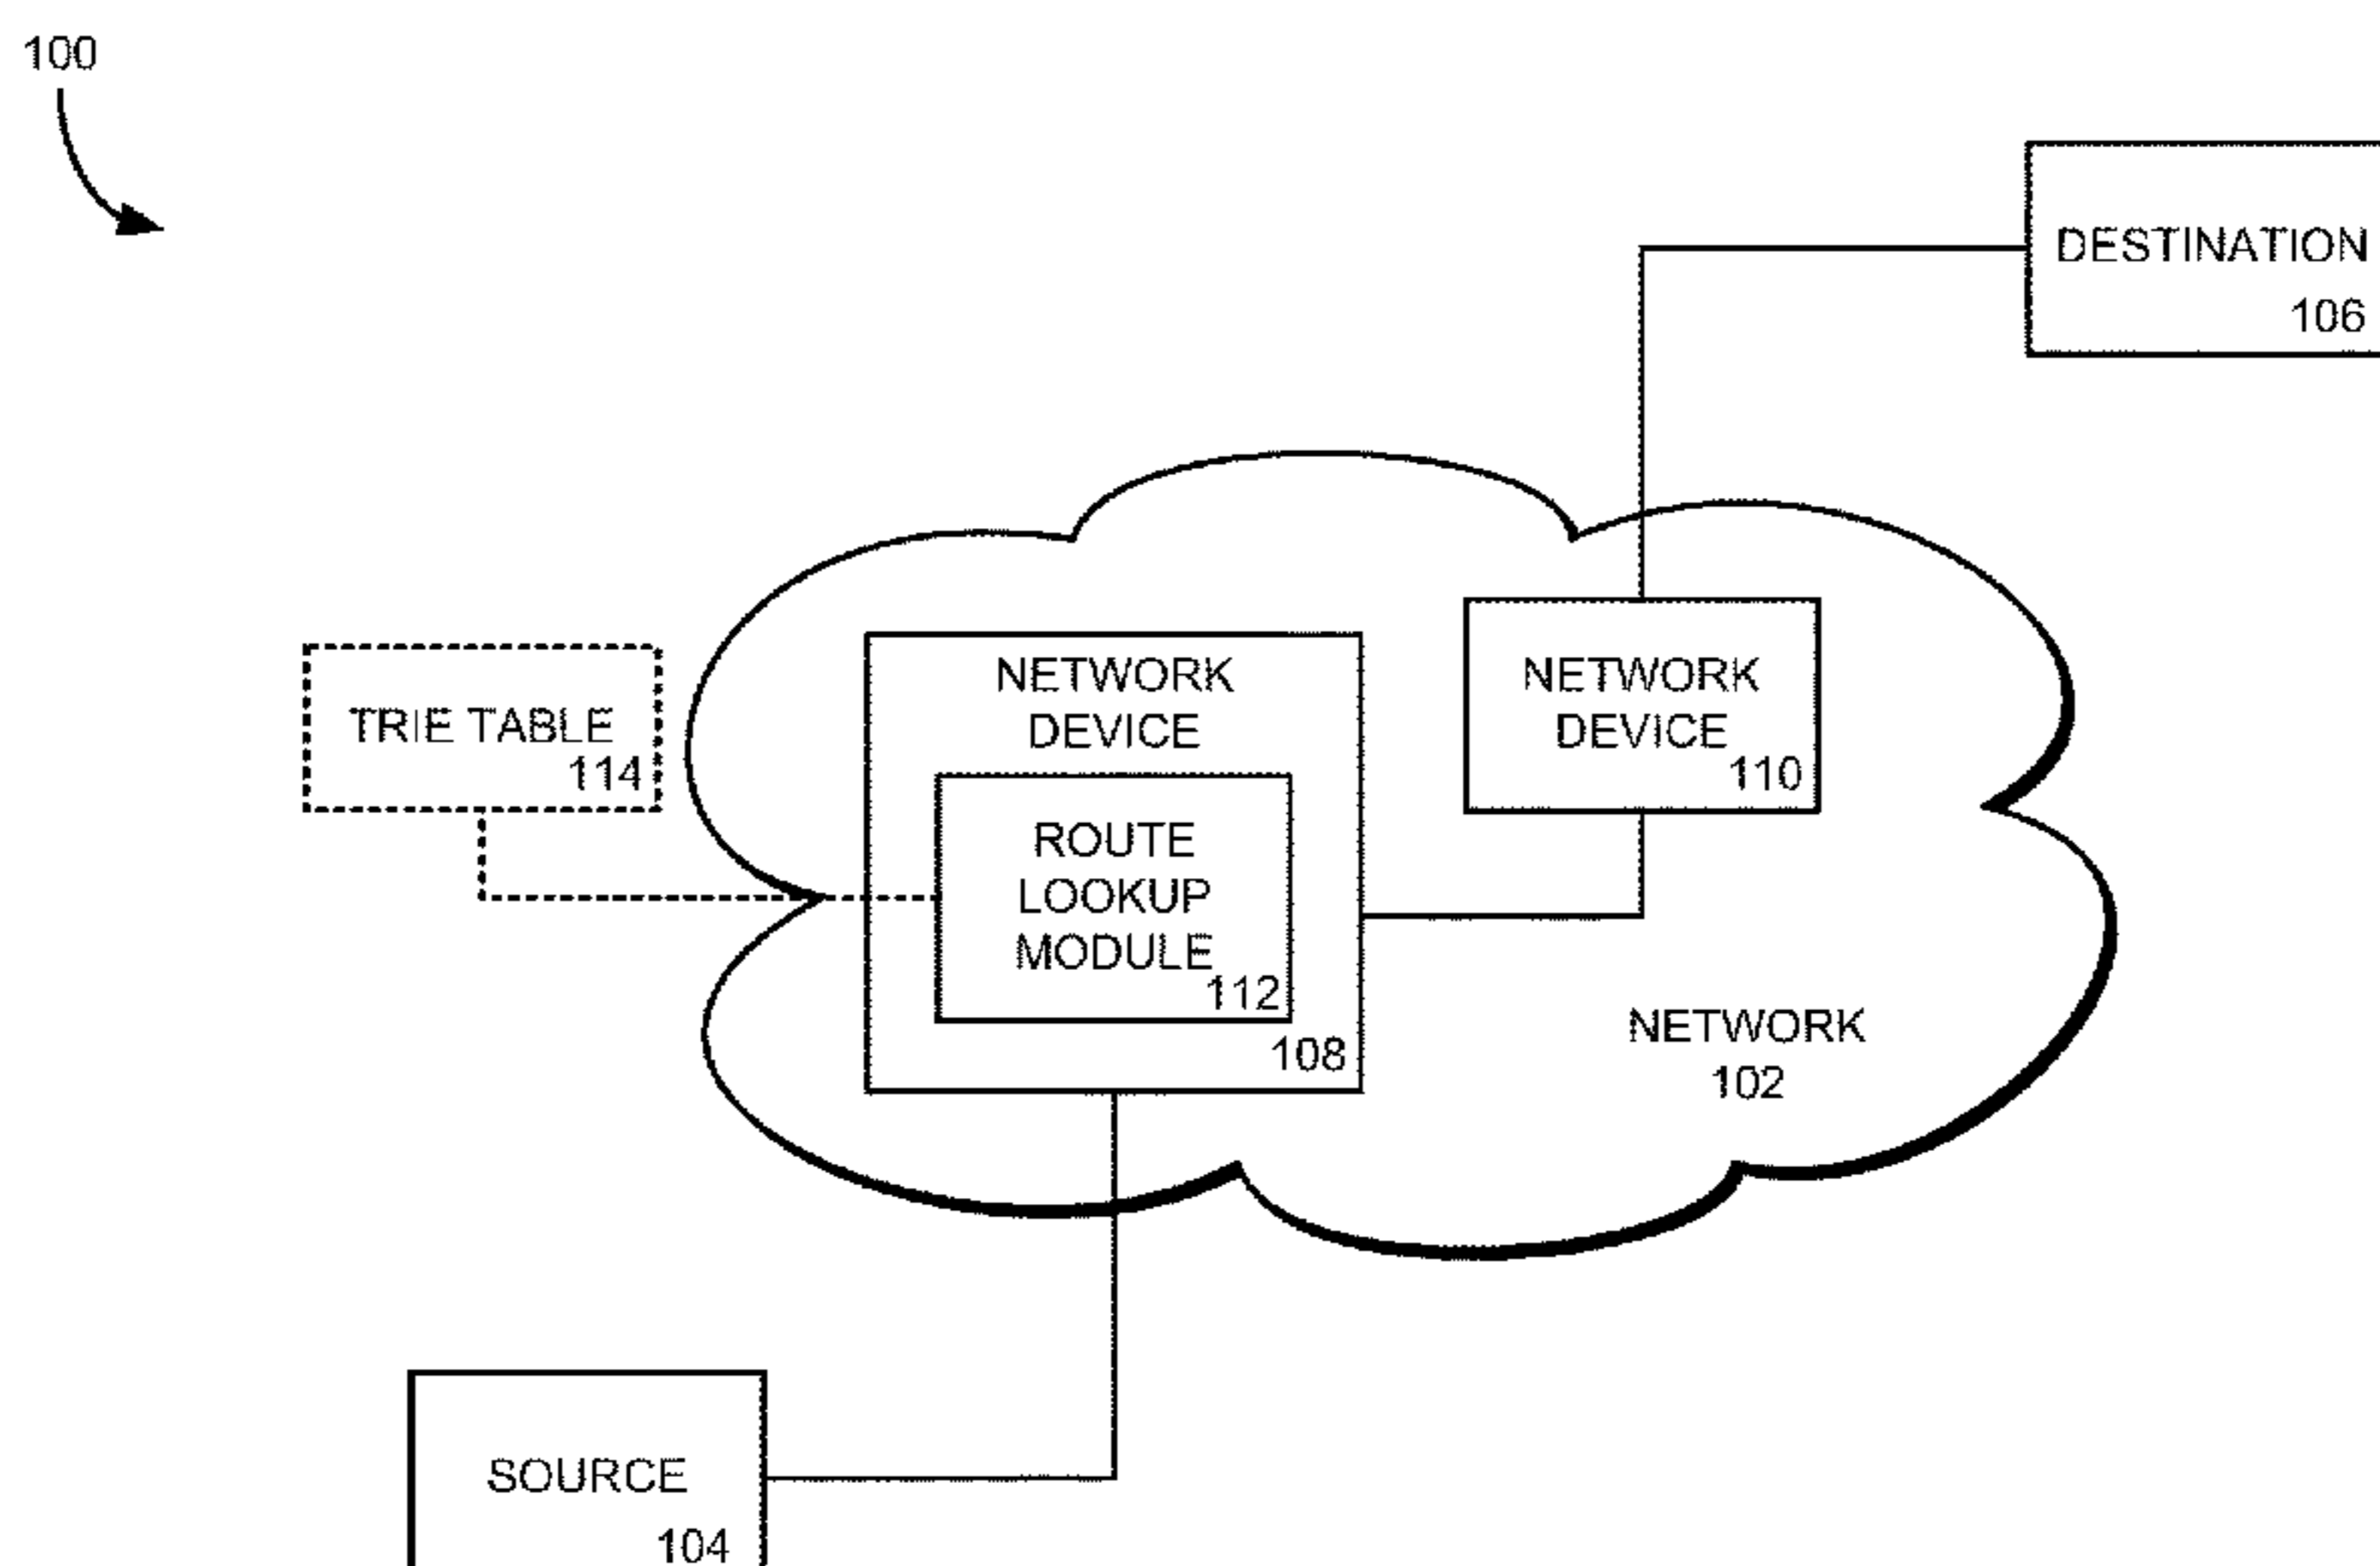 100
DESTINATION
106
TRIE TABLE
114
NETWORK
DEVICE
ROUTE
LOOKUP
MODULE
112
108
NETWORK
DEVICE
110
NETWORK
102
SOURCE
104